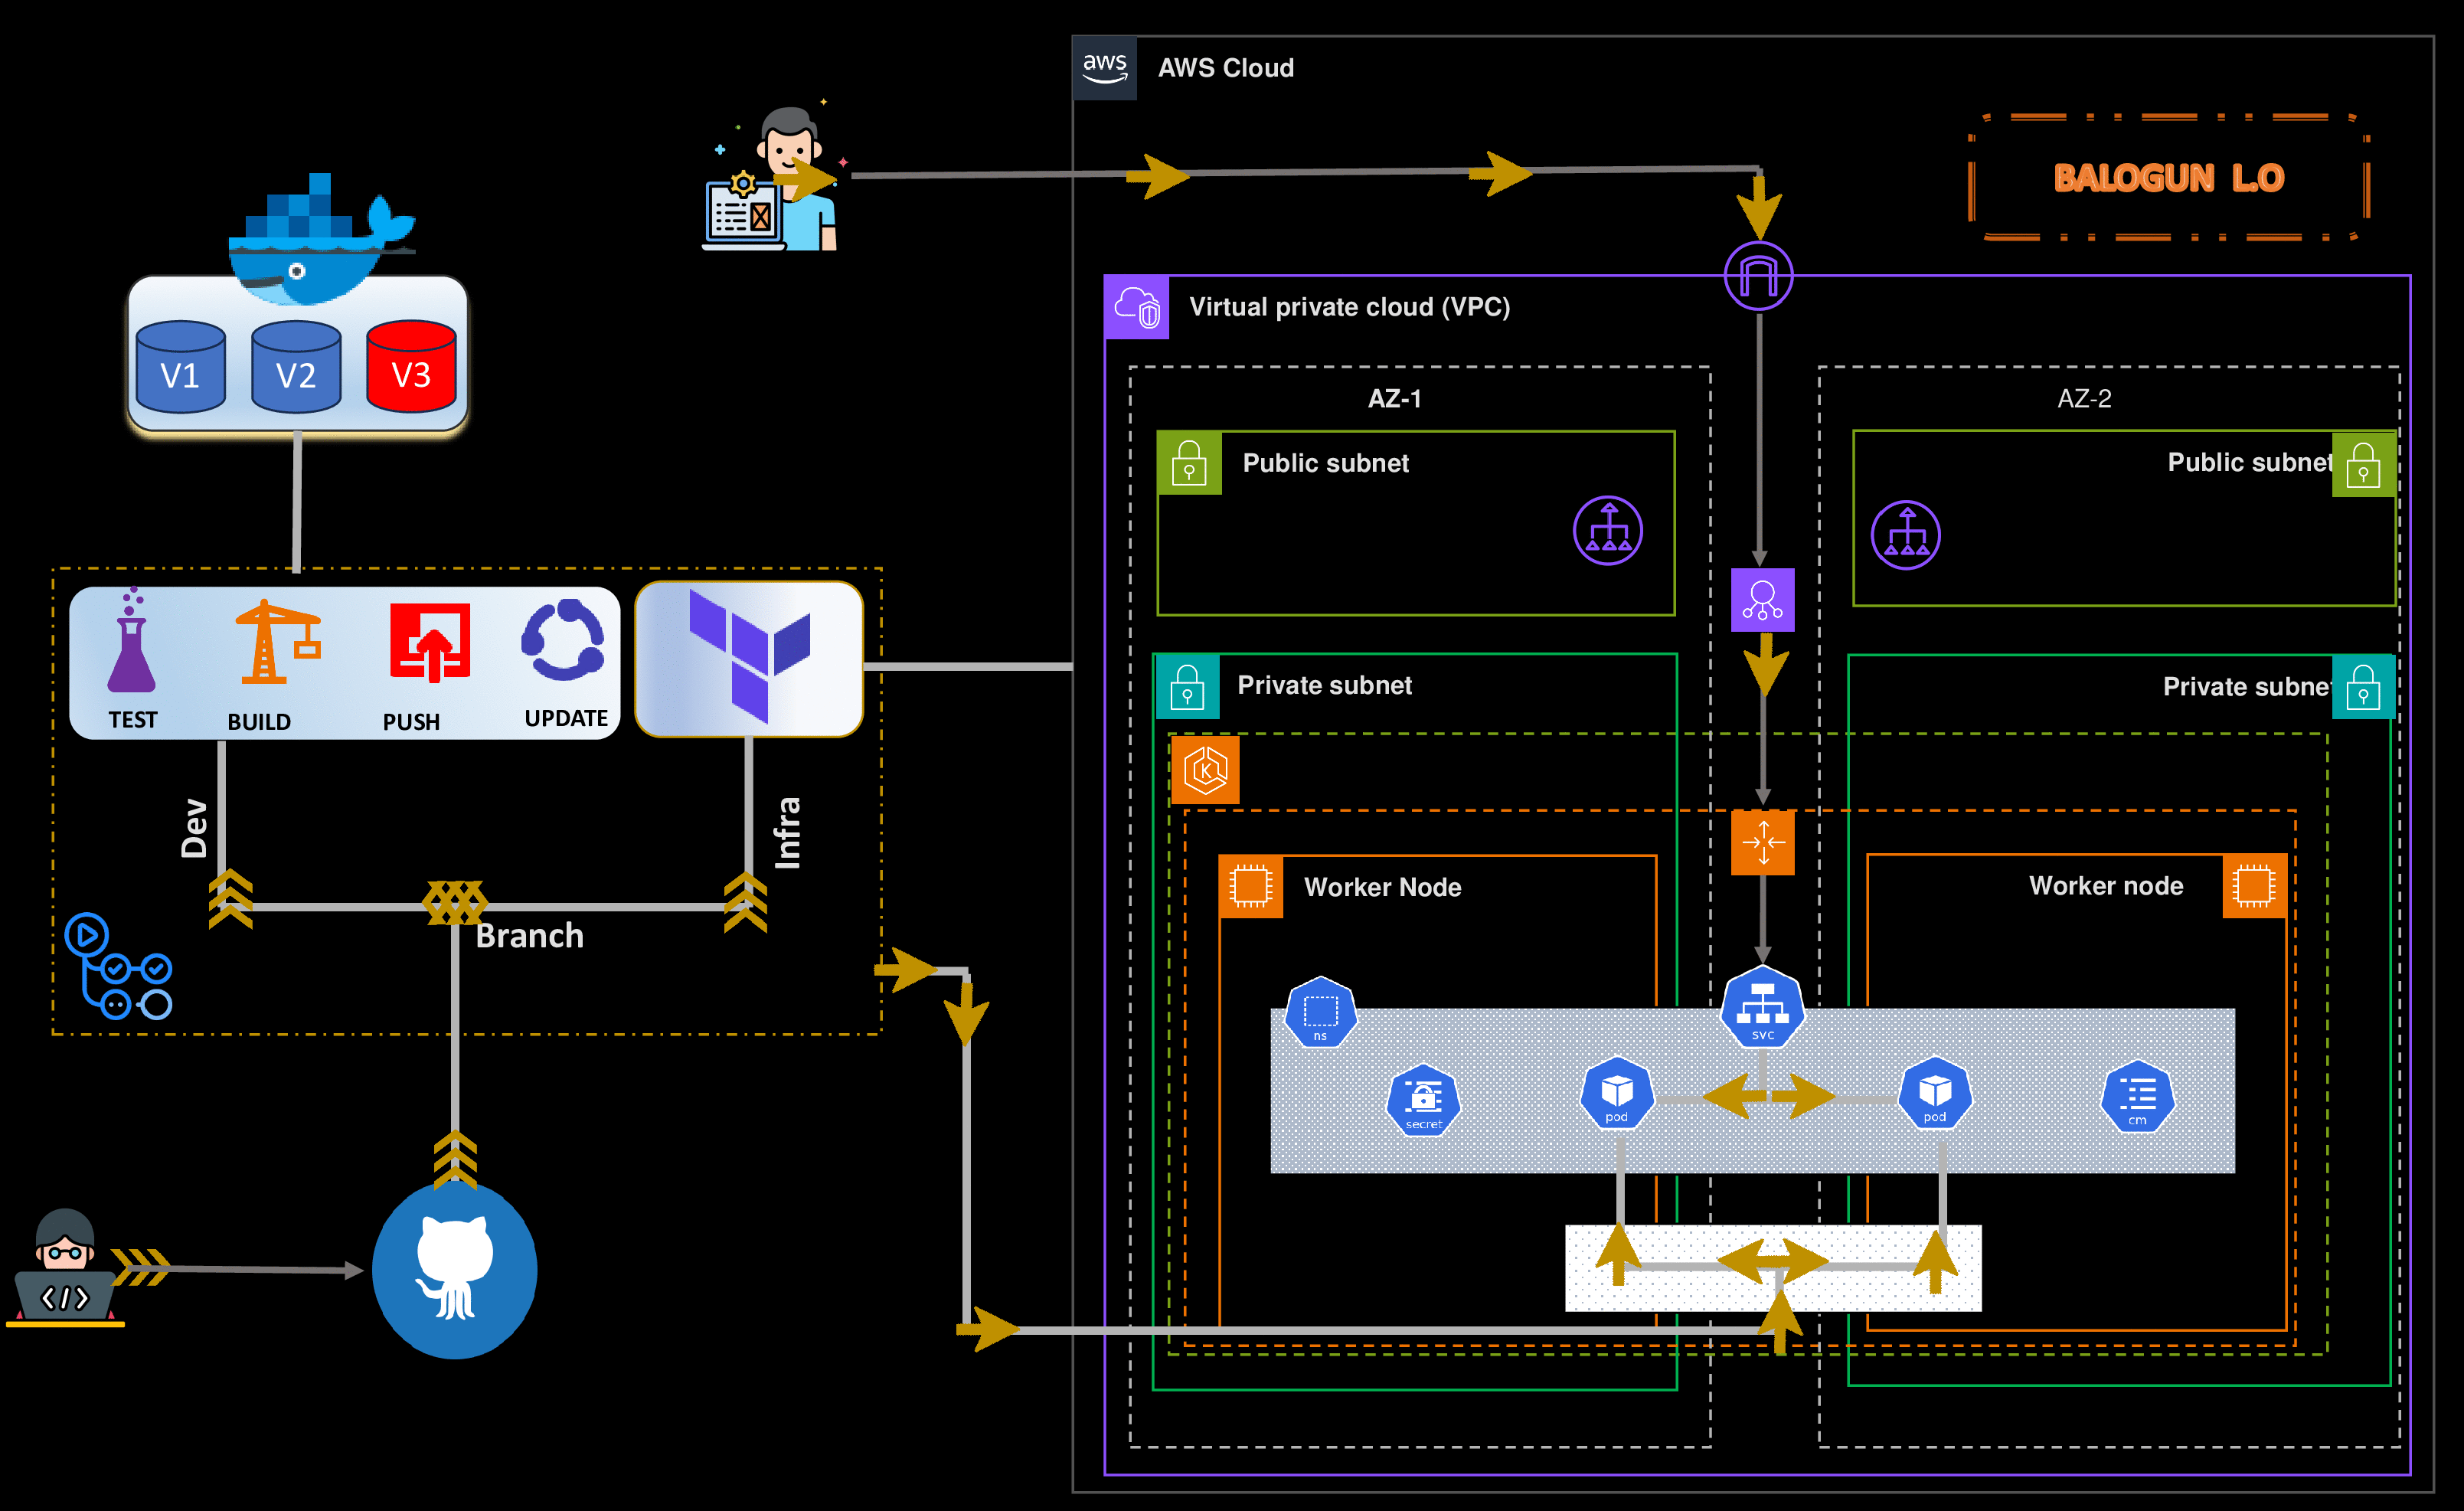 aws
AWS Cloud
BALOGUN L.O
Virtual private cloud (VPC)
V1
V2
V3
AZ-1
AZ-2
Public subnet
Public subnet
TEST
BUILD
PUSH
UPDATE
Private subnet
Private subnet
K
Dev
Infra
Worker Node
Worker node
Branch
ns
svc
secret
pod
pod
cm
</>